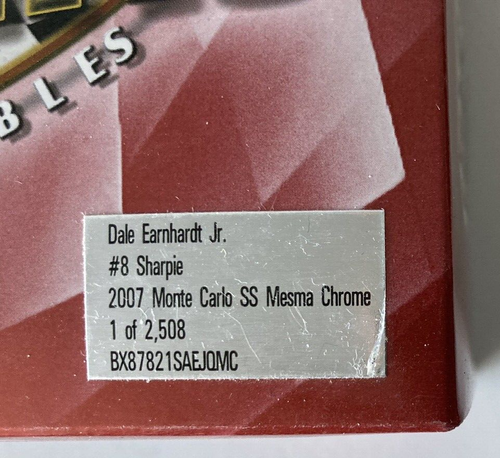 BLES
Dale Earnhardt Jr.
#8 Sharpie
2007 Monte Carlo SS Mesma Chrome
1 of 2,508
BX87821SAEJQMC